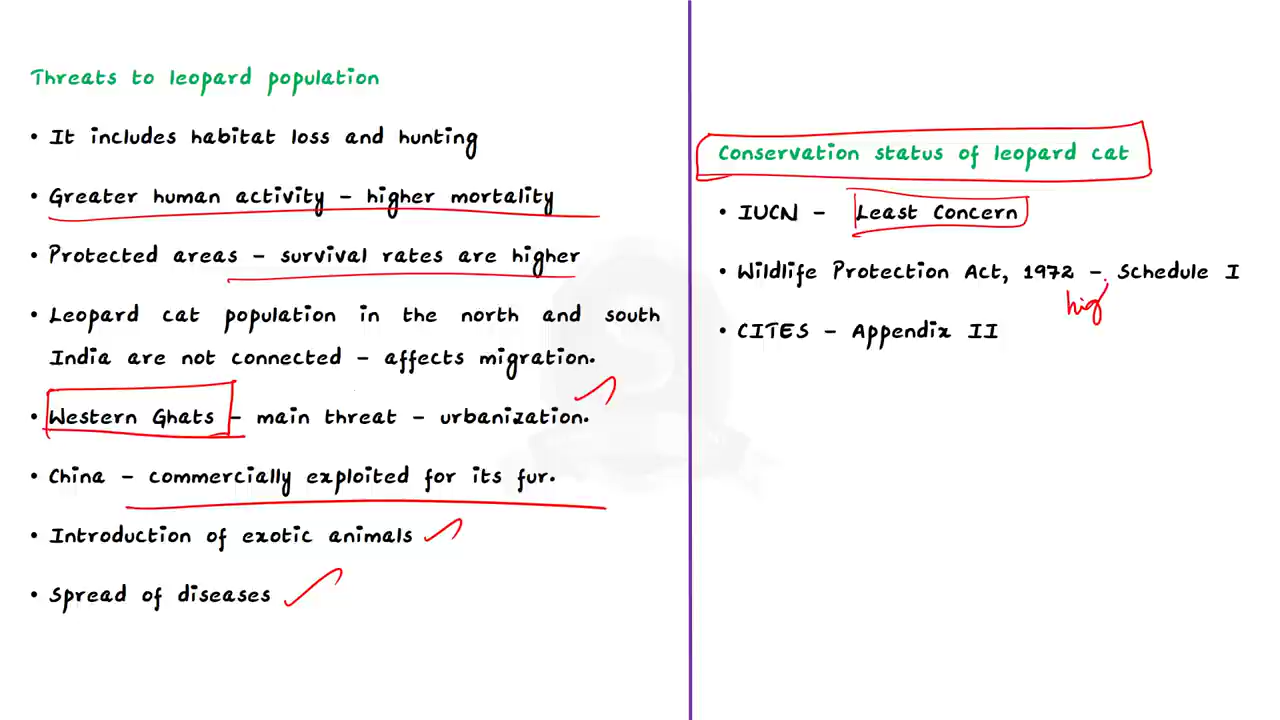 Threats to leopard population
• It includes habitat loss and hunting
• Greater human activity – higher mortality
• Protected areas – survival rates are higher
• Leopard cat population in the north and south
India are not connected – affects migration.
• Western Ghats – main threat – urbanization.
• China – commercially exploited for its fur.
• Introduction of exotic animals
• Spread of diseases
Conservation status of leopard cat
• IUCN – Least Concern
• Wildlife Protection Act, 1972 – Schedule I
hig
• CITES – Appendix II